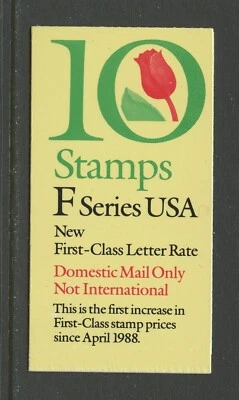 10
Stamps
F Series USA
New
First-Class Letter Rate
Domestic Mail Only
Not International
This is the first increase in
First-Class stamp prices
since April 1988.